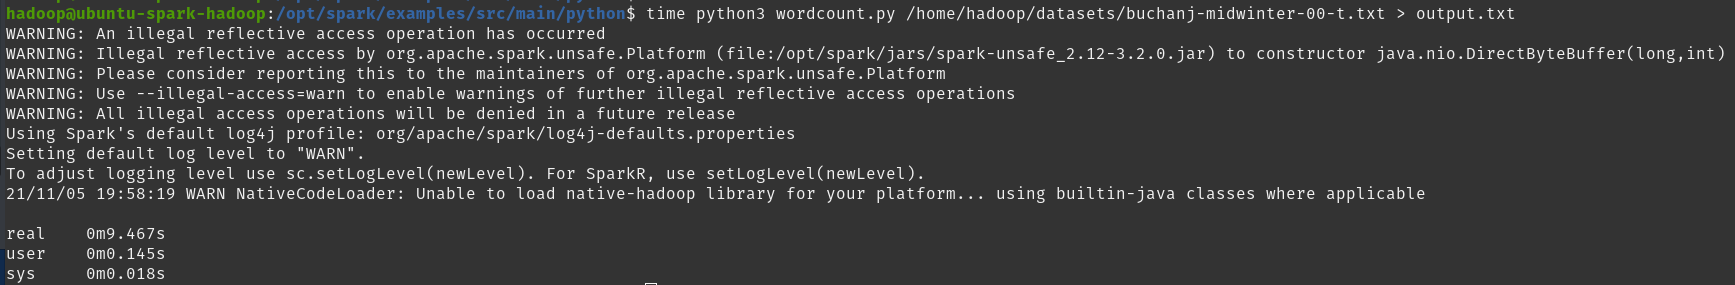 hadoop@ubuntu-spark-hadoop:/opt/spark/examples/src/main/python$ time python3 wordcount.py /home/hadoop/datasets/buchanj-midwinter-00-t.txt > output.txt
WARNING: An illegal reflective access operation has occurred
WARNING: Illegal reflective access by org.apache.spark.unsafe.Platform (file:/opt/spark/jars/spark-unsafe_2.12-3.2.0.jar) to constructor java.nio.DirectByteBuffer(long,int)
WARNING: Please consider reporting this to the maintainers of org.apache.spark.unsafe.Platform
WARNING: Use --illegal-access=warn to enable warnings of further illegal reflective access operations
WARNING: All illegal access operations will be denied in a future release
Using Spark's default log4j profile: org/apache/spark/log4j-defaults.properties
Setting default log level to "WARN".
To adjust logging level use sc.setLogLevel(newLevel). For SparkR, use setLogLevel(newLevel).
21/11/05 19:58:19 WARN NativeCodeLoader: Unable to load native-hadoop library for your platform... using builtin-java classes where applicable
real 0m9.467s
user 0m0.145s
sys 0m0.018s